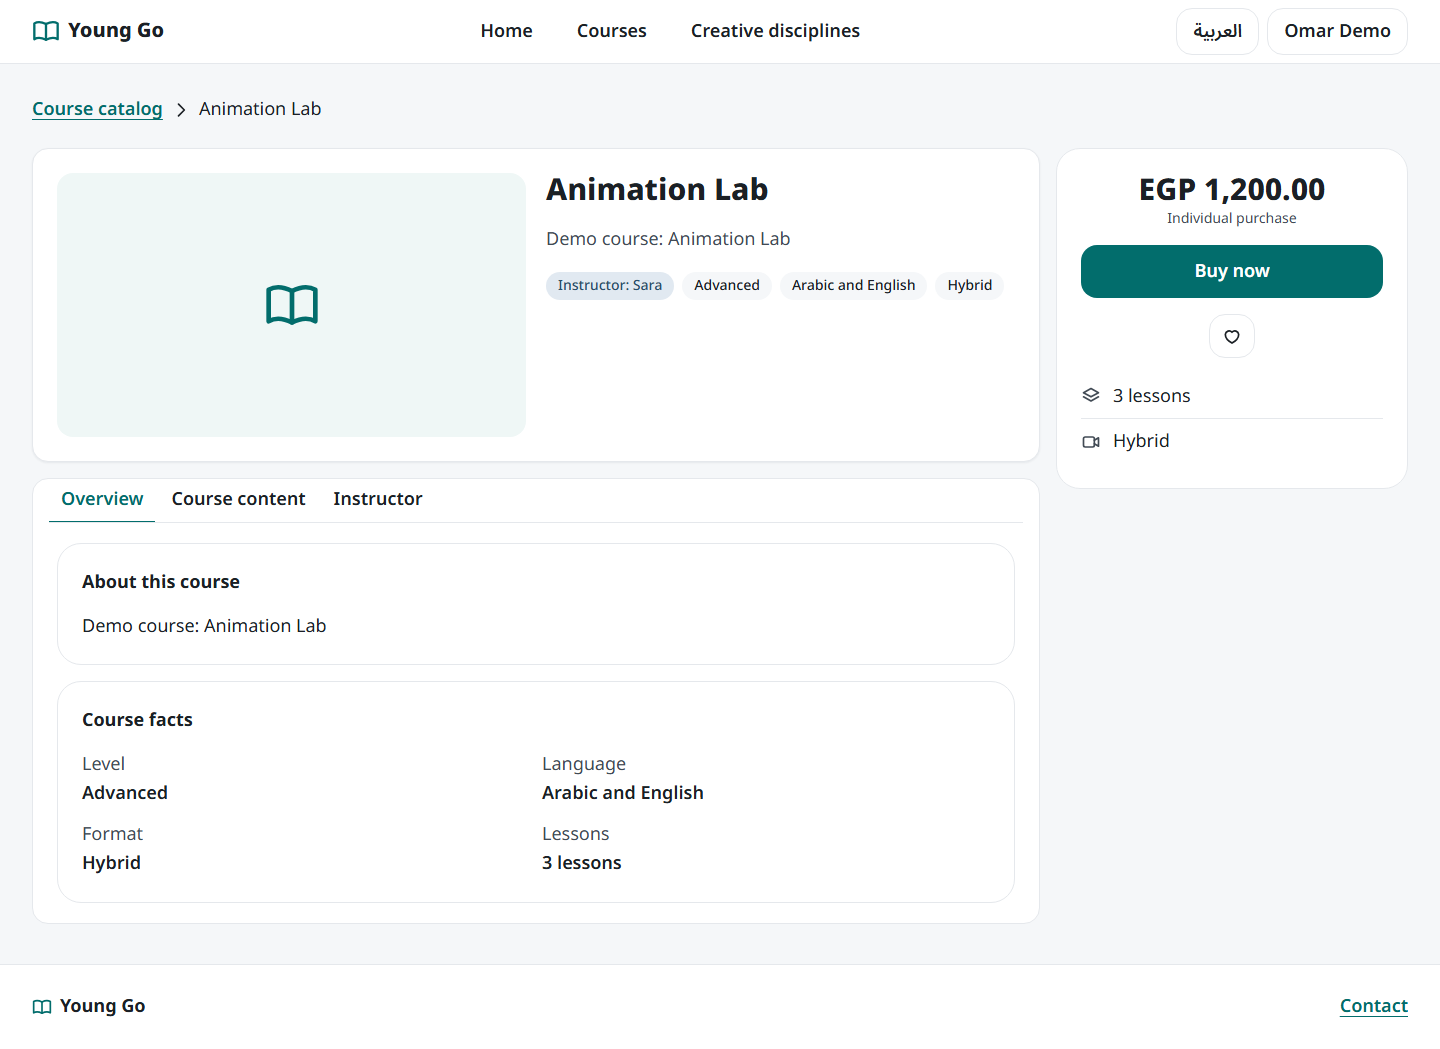 Young Go
Home
Courses
Creative disciplines
العربية
Omar Demo
Course catalog
Animation Lab
Animation Lab
Demo course: Animation Lab
Instructor: Sara
Advanced
Arabic and English
Hybrid
EGP 1,200.00
Individual purchase
Buy now
3 lessons
Hybrid
Overview
Course content
Instructor
About this course
Demo course: Animation Lab
Course facts
Level
Advanced
Language
Arabic and English
Format
Hybrid
Lessons
3 lessons
Young Go
Contact